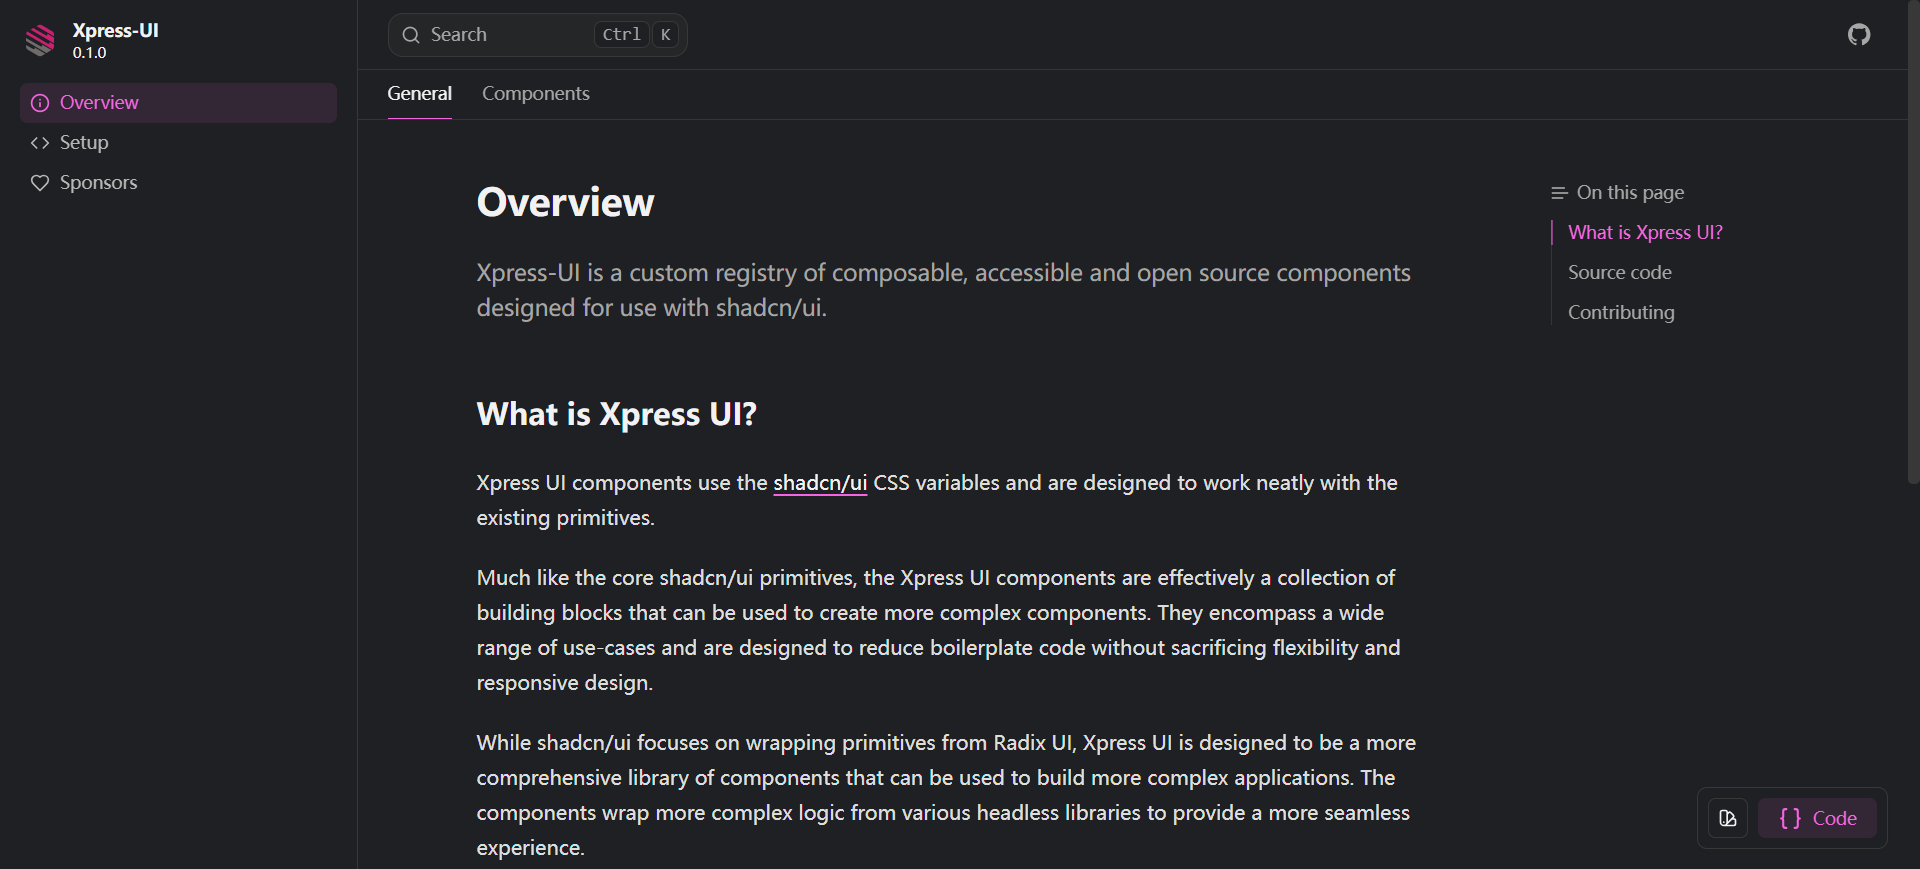 Xpress-UI
0.1.0
Overview
Setup
Sponsors
Search
Ctrl K
General Components
Overview
Xpress-UI is a custom registry of composable, accessible and open source components
designed for use with shadcn/ui.
What is Xpress UI?
Xpress UI components use the shadcn/ui CSS variables and are designed to work neatly with the
existing primitives.
Much like the core shadcn/ui primitives, the Xpress UI components are effectively a collection of
building blocks that can be used to create more complex components. They encompass a wide
range of use-cases and are designed to reduce boilerplate code without sacrificing flexibility and
responsive design.
While shadcn/ui focuses on wrapping primitives from Radix UI, Xpress UI is designed to be a more
comprehensive library of components that can be used to build more complex applications. The
components wrap more complex logic from various headless libraries to provide a more seamless
experience.
On this page
What is Xpress UI?
Source code
Contributing
{ } Code